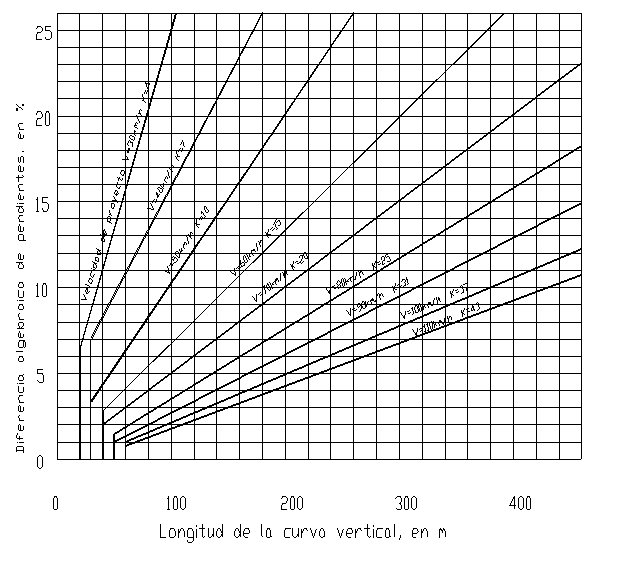 Diferencia algebraica de pendientes, en %
25
20
15
10
5
0
Velocidad de proyecto V=30km/h K=4
V=40km/h K=7
V=50km/h K=10
V=60km/h K=15
V=70km/h K=20
V=80km/h K=25
V=90km/h K=31
V=100km/h K=37
V=110km/h K=43
0 100 200 300 400
Longitud de la curva vertical, en m